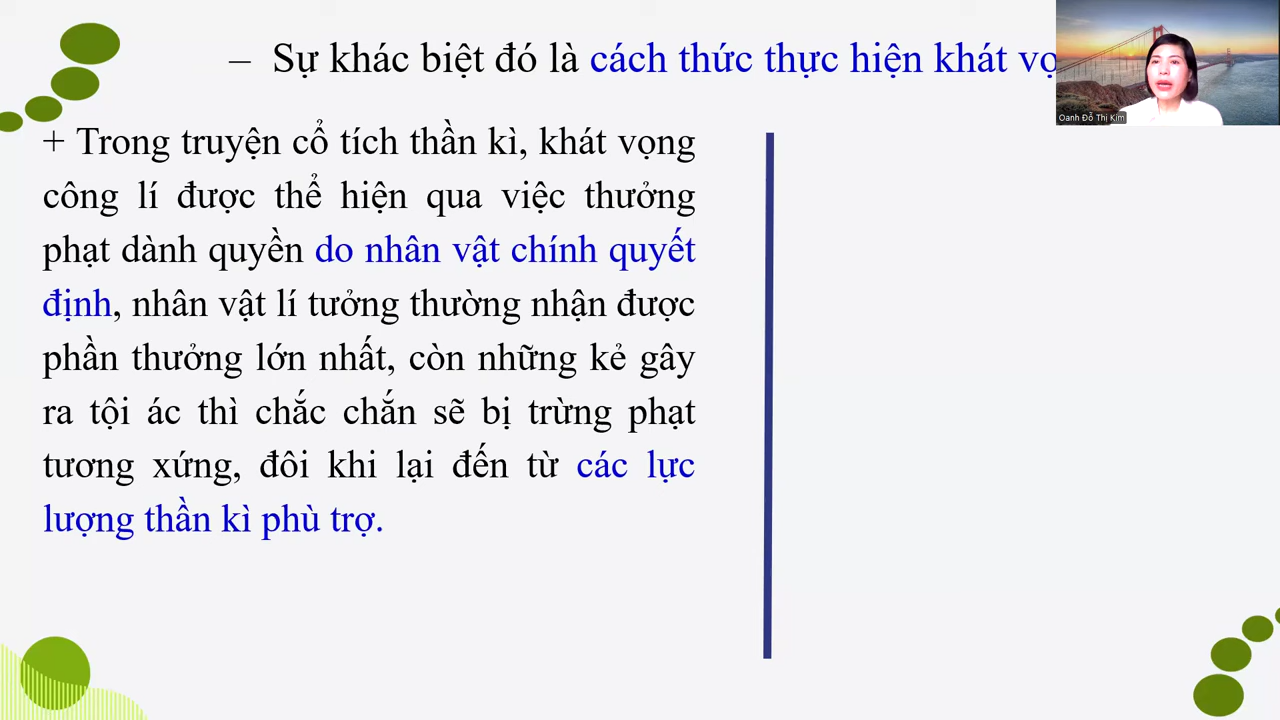 – Sự khác biệt đó là cách thức thực hiện khát
+ Trong truyện cổ tích thần kì, khát vọng
công lí được thể hiện qua việc thưởng
phạt dành quyền do nhân vật chính quyết
định, nhân vật lí tưởng thường nhận được
phần thưởng lớn nhất, còn những kẻ gây
ra tội ác thì chắc chắn sẽ bị trừng phạt
tương xứng, đôi khi lại đến từ các lực
lượng thần kì phù trợ.
Oanh Đỗ Thị Kim